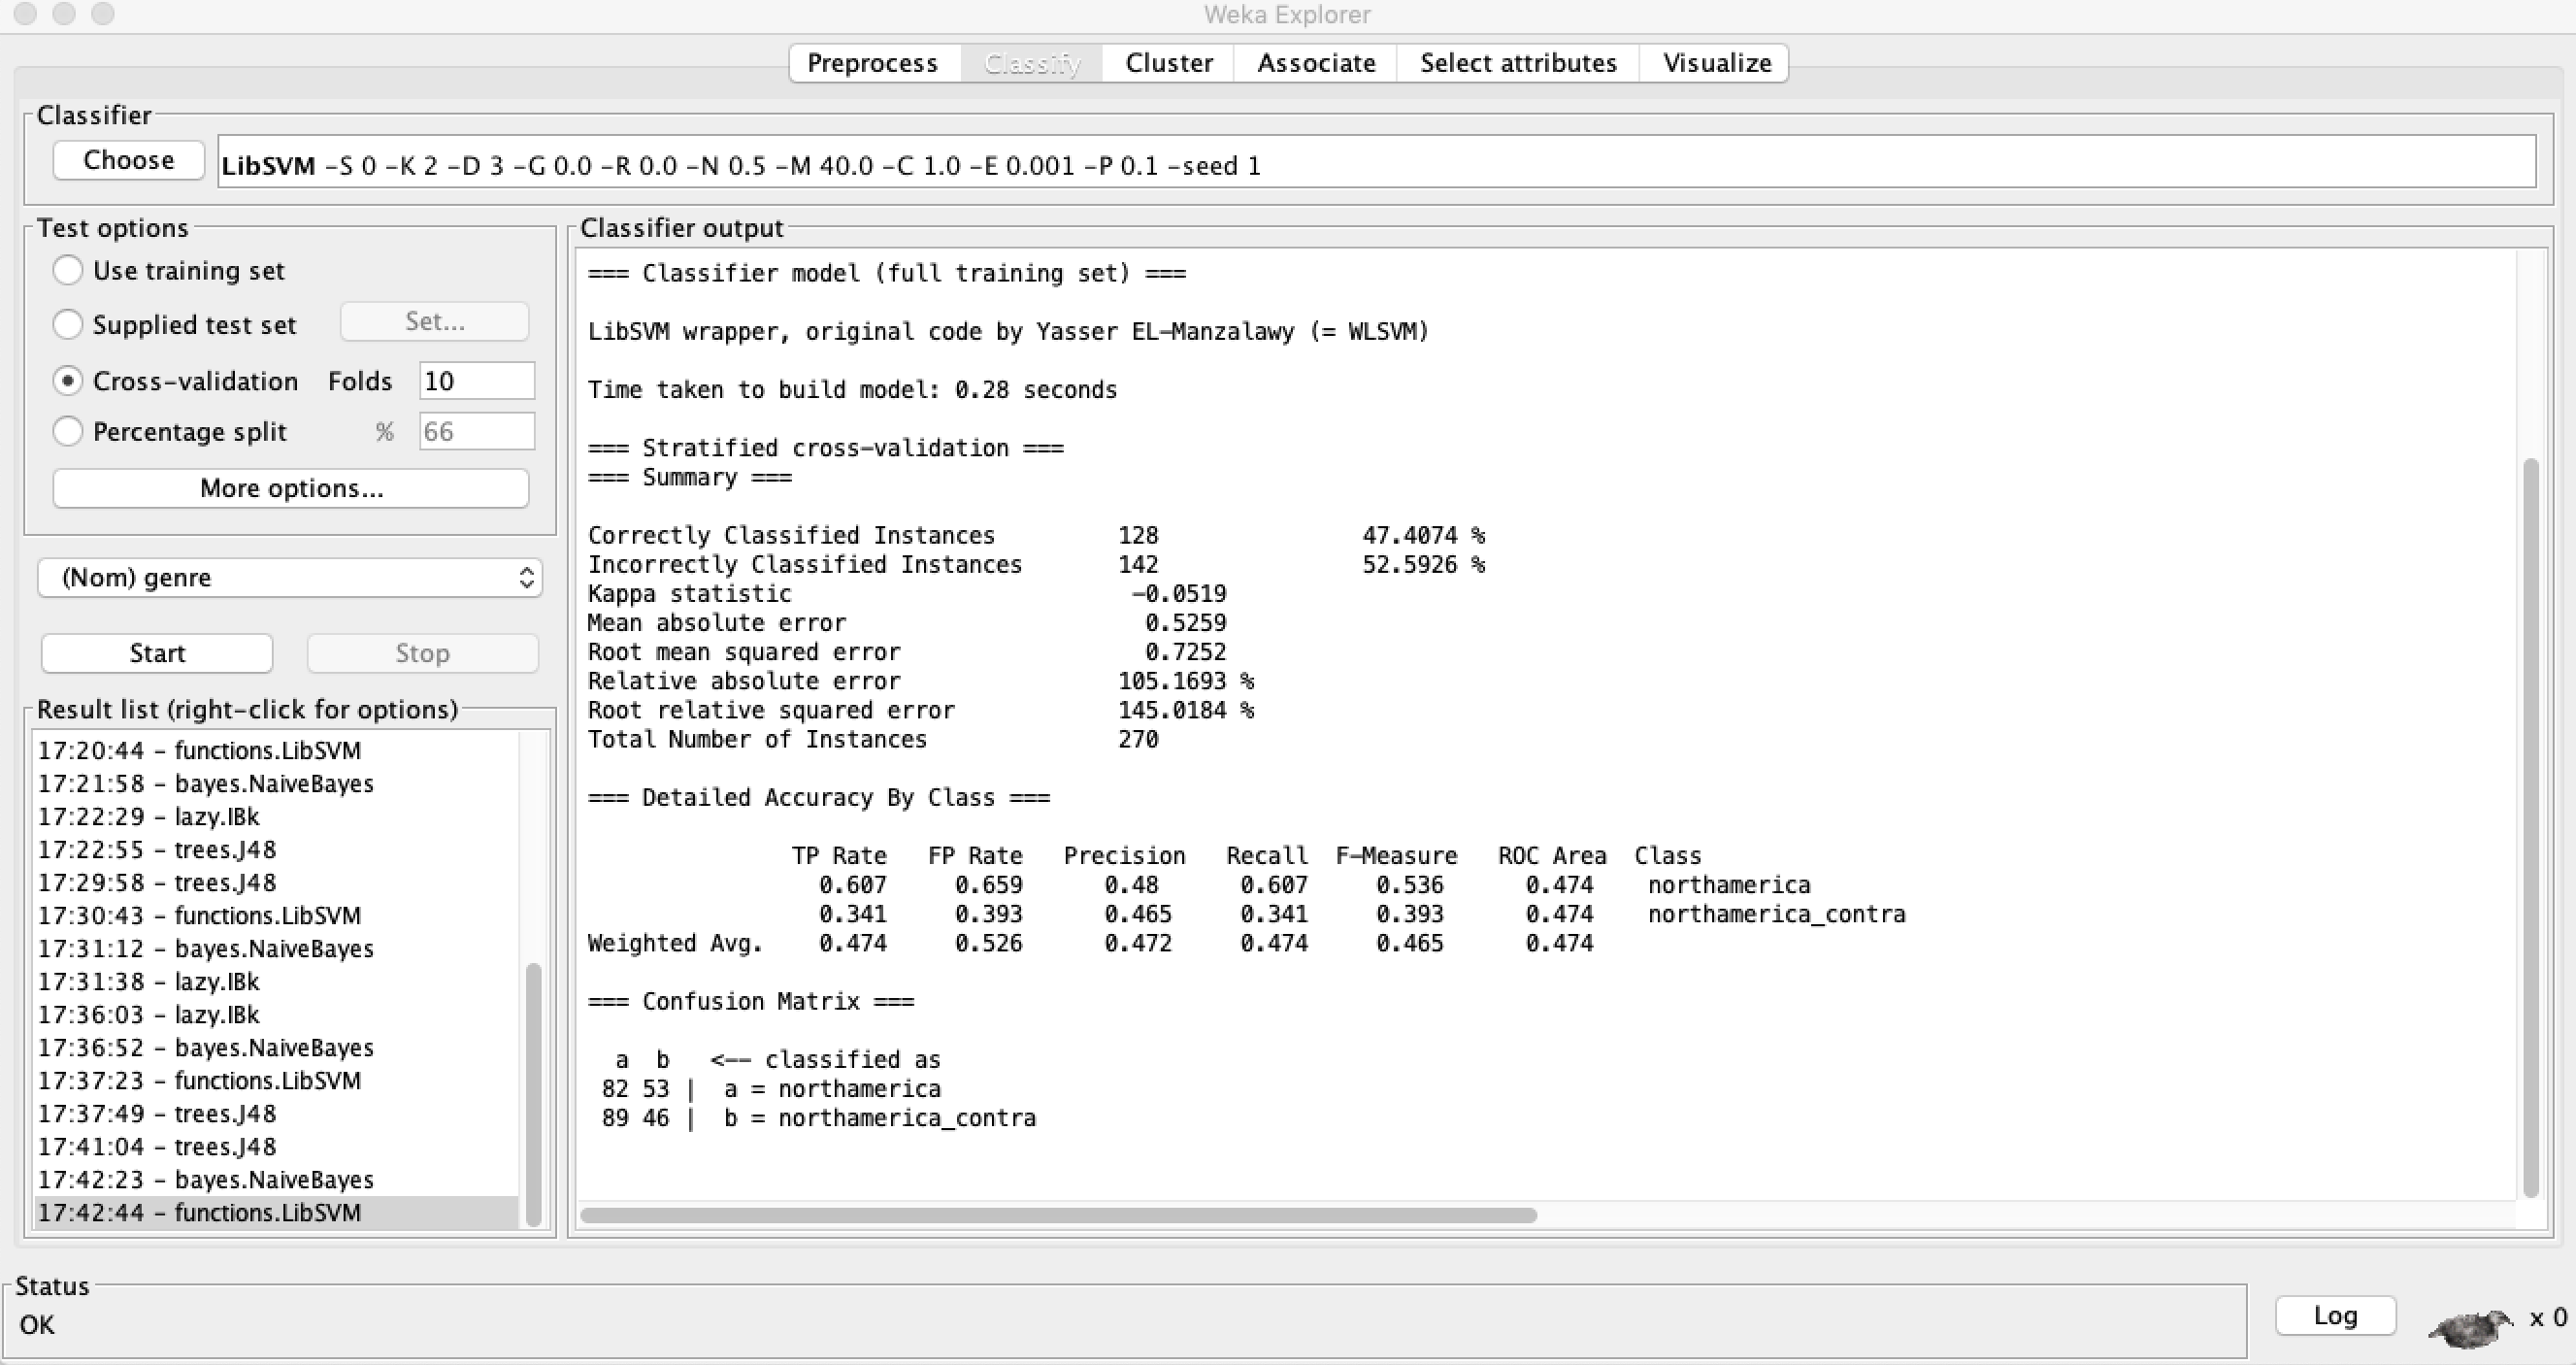 Weka Explorer
Preprocess Classify Cluster Associate Select attributes Visualize
Classifier
Choose LibSVM -S 0 -K 2 -D 3 -G 0.0 -R 0.0 -N 0.5 -M 40.0 -C 1.0 -E 0.001 -P 0.1 -seed 1
Test options
Use training set
Supplied test set Set...
Cross-validation Folds 10
Percentage split % 66
More options...
(Nom) genre
Start Stop
Result list (right-click for options)
17:20:44 - functions.LibSVM
17:21:58 - bayes.NaiveBayes
17:22:29 - lazy.IBk
17:22:55 - trees.J48
17:29:58 - trees.J48
17:30:43 - functions.LibSVM
17:31:12 - bayes.NaiveBayes
17:31:38 - lazy.IBk
17:36:03 - lazy.IBk
17:36:52 - bayes.NaiveBayes
17:37:23 - functions.LibSVM
17:37:49 - trees.J48
17:41:04 - trees.J48
17:42:23 - bayes.NaiveBayes
17:42:44 - functions.LibSVM
Classifier output
=== Classifier model (full training set) ===
LibSVM wrapper, original code by Yasser EL-Manzalawy (= WLSVM)
Time taken to build model: 0.28 seconds
=== Stratified cross-validation ===
=== Summary ===
Correctly Classified Instances 128 47.4074 %
Incorrectly Classified Instances 142 52.5926 %
Kappa statistic -0.0519
Mean absolute error 0.5259
Root mean squared error 0.7252
Relative absolute error 105.1693 %
Root relative squared error 145.0184 %
Total Number of Instances 270
=== Detailed Accuracy By Class ===
TP Rate FP Rate Precision Recall F-Measure ROC Area Class
0.607 0.659 0.48 0.607 0.536 0.474 northamerica
0.341 0.393 0.465 0.341 0.393 0.474 northamerica_contra
Weighted Avg. 0.474 0.526 0.472 0.474 0.465 0.474
=== Confusion Matrix ===
a b <-- classified as
82 53 | a = northamerica
89 46 | b = northamerica_contra
Status
OK
Log x 0